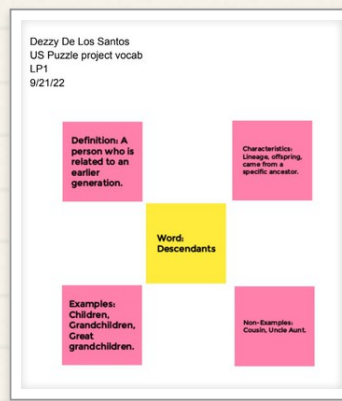 Dezzy De Los Santos
US Puzzle project vocab
LP1
9/21/22
Definition: A
person who is
related to an
earlier
generation.
Characteristics:
Lineage, offspring,
came from a
specific ancestor.
Word:
Descendants
Examples:
Children,
Grandchildren,
Great
grandchildren.
Non-Examples:
Cousin, Uncle Aunt.